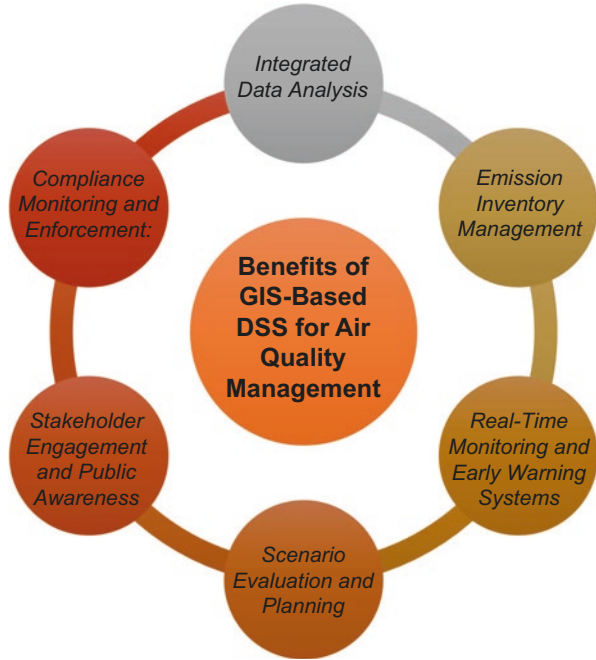 Integrated
Data Analysis
Emission
Inventory
Management
Real-Time
Monitoring and
Early Warning
Systems
Scenario
Evaluation and
Planning
Stakeholder
Engagement
and Public
Awareness
Compliance
Monitoring and
Enforcement:
Benefits of
GIS-Based
DSS for Air
Quality
Management